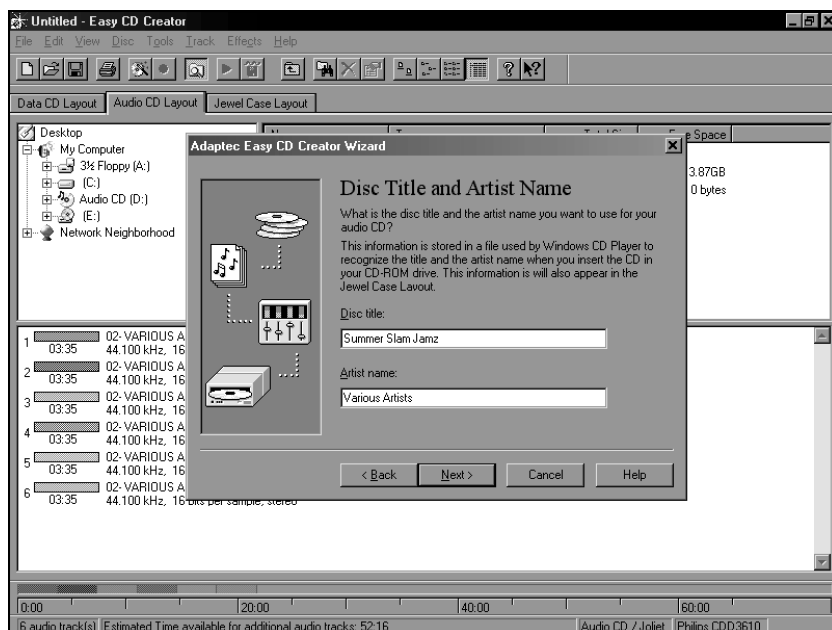 Untitled - Easy CD Creator
File Edit View Disc Tools Track Effects Help
Data CD Layout Audio CD Layout Jewel Case Layout
Desktop
My Computer
3½ Floppy (A:)
(C:)
Audio CD (D:)
(E:)
Network Neighborhood
e Space
3.87GB
0 bytes
Adaptec Easy CD Creator Wizard
Disc Title and Artist Name
What is the disc title and the artist name you want to use for your
audio CD?
This information is stored in a file used by Windows CD Player to
recognize the title and the artist name when you insert the CD in
your CD-ROM drive. This information is will also appear in the
Jewel Case Layout.
Disc title:
Summer Slam Jamz
Artist name:
Various Artists
< Back Next > Cancel Help
1 02- VARIOUS A
03:35 44.100 kHz, 16
2 02- VARIOUS A
03:35 44.100 kHz, 16
3 02- VARIOUS A
03:35 44.100 kHz, 16
4 02- VARIOUS A
03:35 44.100 kHz, 16
5 02- VARIOUS A
03:35 44.100 kHz, 16
6 02- VARIOUS A
03:35 44.100 kHz, 16 bits per sample, stereo
0:00 20:00 40:00 60:00
6 audio track(s) Estimated Time available for additional audio tracks: 52:16 Audio CD / Joliet Philips CDD3610